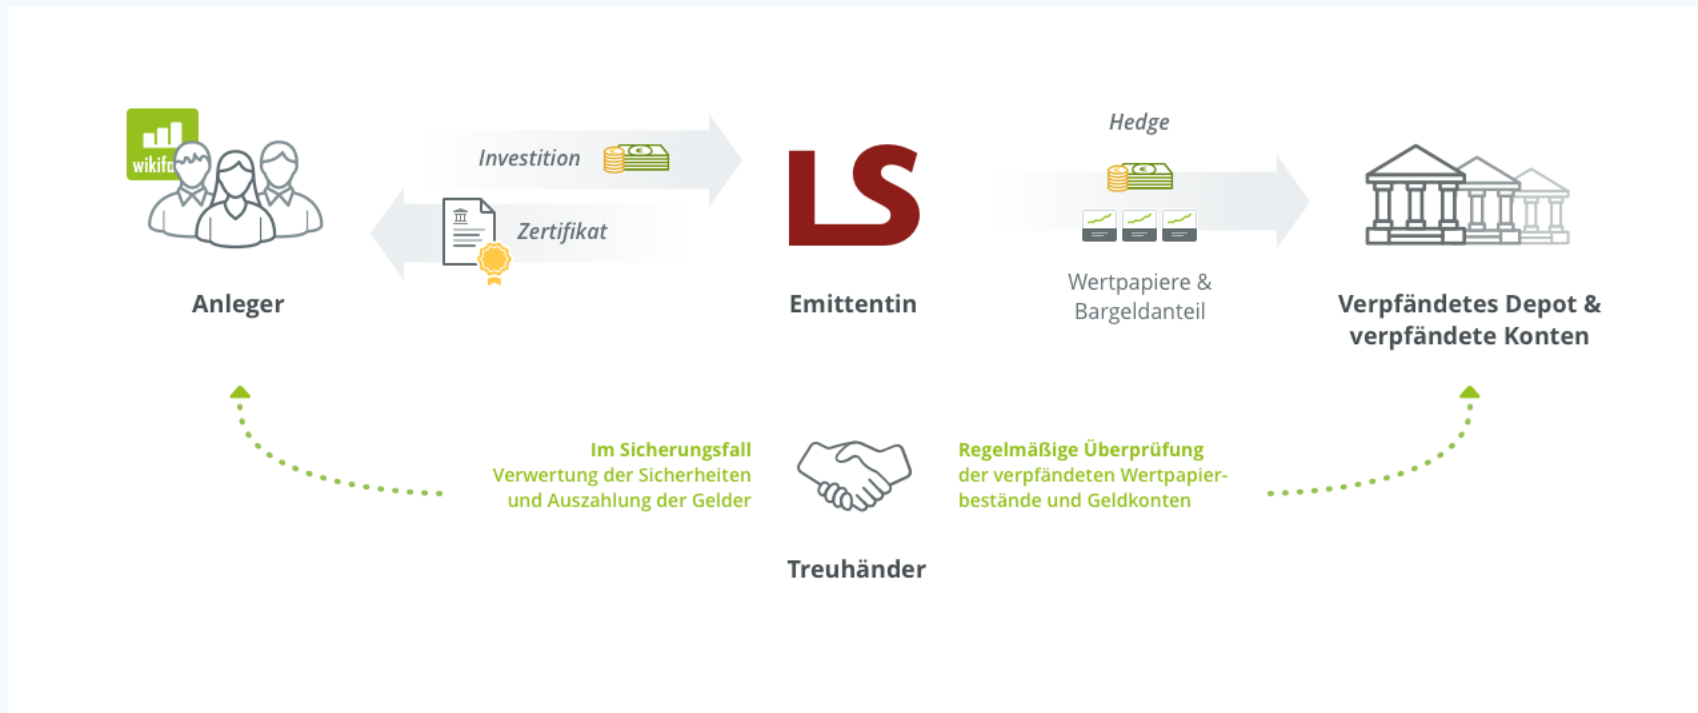 Hedge
Investition
wikifo
Zertifikat
LS
Wertpapiere &
Bargeldanteil
Anleger
Emittentin
Verpfändetes Depot &
verpfändete Konten
Im Sicherungsfall
Verwertung der Sicherheiten
und Auszahlung der Gelder
Regelmäßige Überprüfung
der verpfändeten Wertpapier-
bestände und Geldkonten
Treuhänder